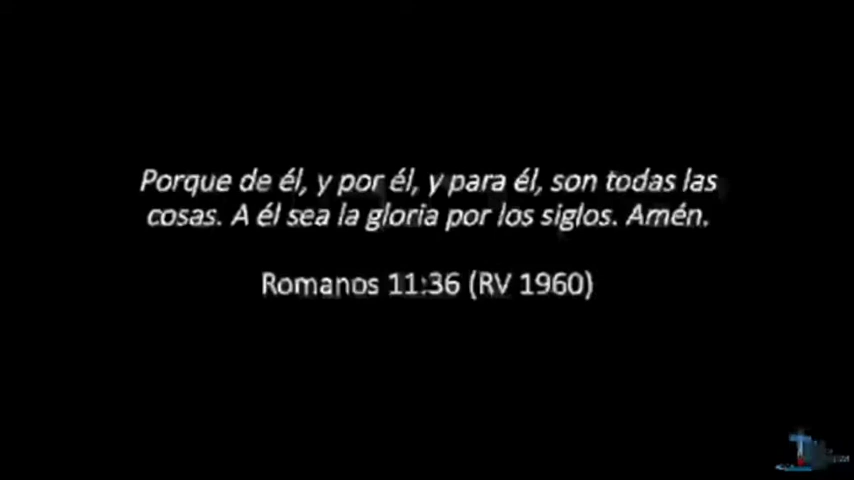 Porque de él, y por él, y para él, son todas las
cosas. A él sea la gloria por los siglos. Amén.
Romanos 11:36 (RV 1960)